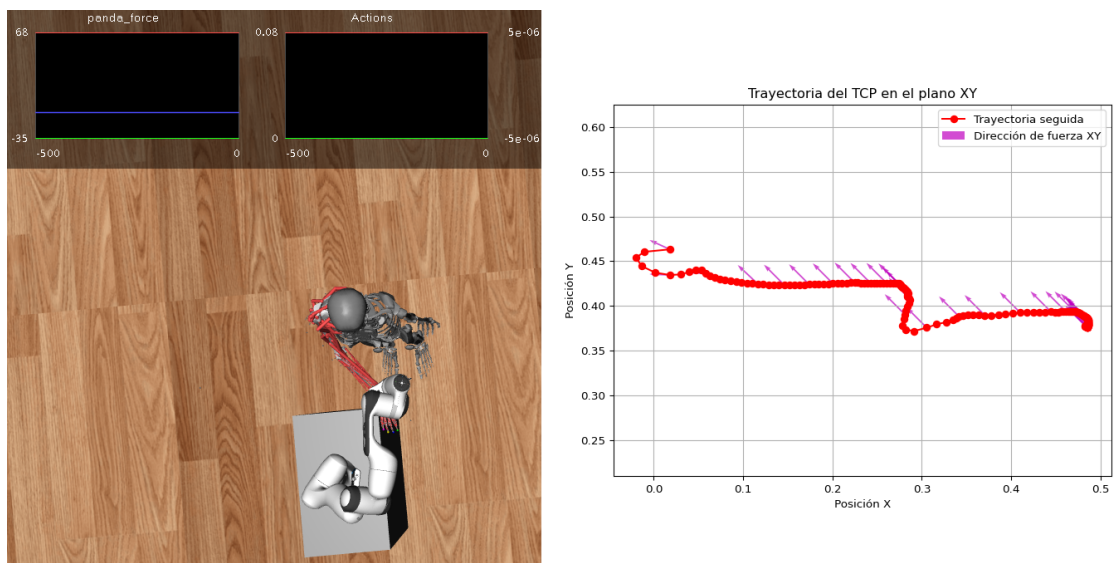 panda_force
Actions
68
-35
-500
0
0.08
0
5e-06
-5e-06
-500
0
Trayectoria del TCP en el plano XY
Trayectoria seguida
Dirección de fuerza XY
Posición Y
0.60
0.55
0.50
0.45
0.40
0.35
0.30
0.25
0.0
0.1
0.2
0.3
0.4
0.5
Posición X